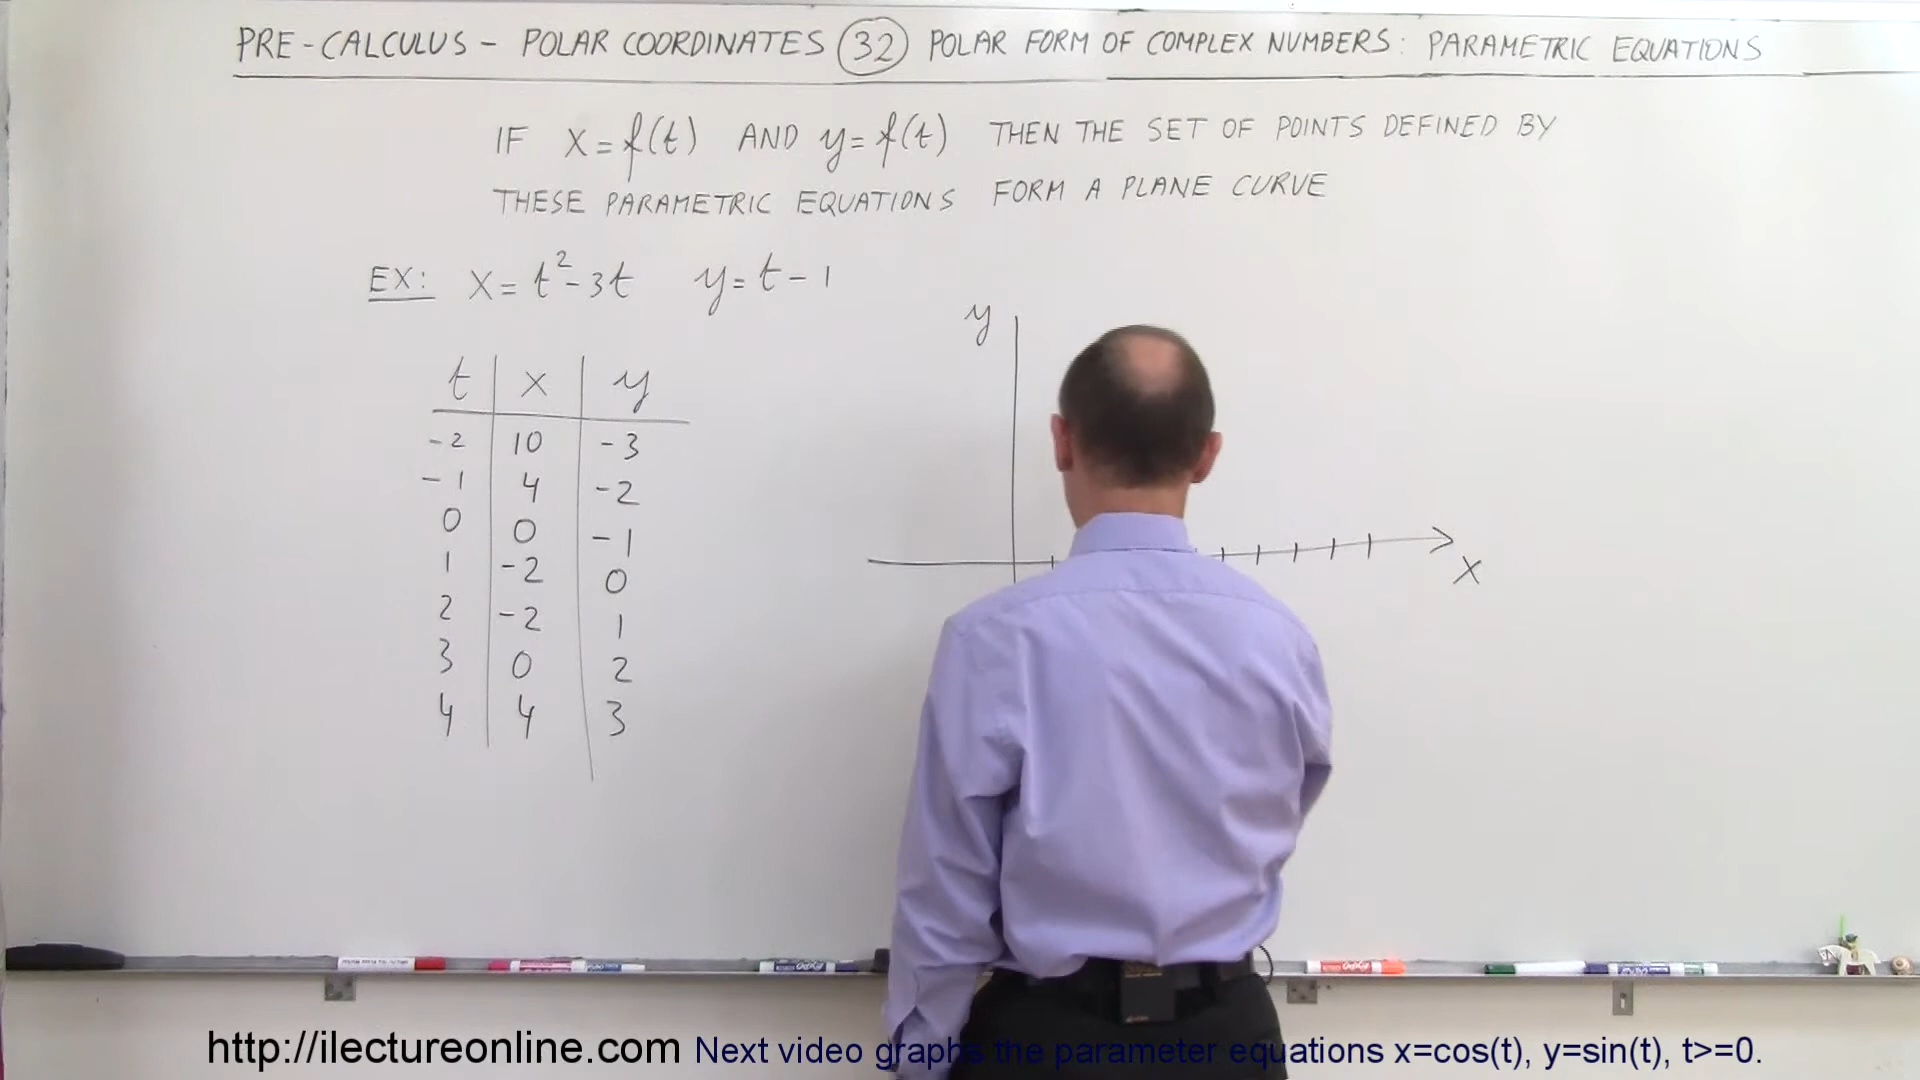 PRE-CALCULUS - POLAR COORDINATES 32 POLAR FORM OF COMPLEX NUMBERS: PARAMETRIC EQUATIONS
IF x=f(t) AND y=f(t) THEN THE SET OF POINTS DEFINED BY
THESE PARAMETRIC EQUATIONS FORM A PLANE CURVE
EX: x=t²-3t y=t-1
t x y
-2 10 -3
-1 4 -2
0 0 -1
1 -2 0
2 -2 1
3 0 2
4 4 3
y
x
http://ilectureonline.com Next video graphs the parameter equations x=cos(t), y=sin(t), t>=0.